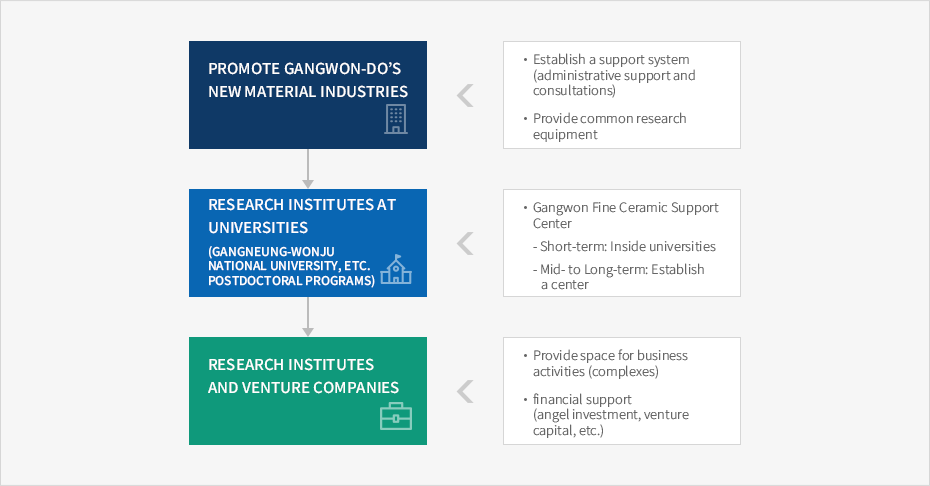 PROMOTE GANGWON-DO’S
NEW MATERIAL INDUSTRIES
• Establish a support system
(administrative support and
consultations)
• Provide common research
equipment
RESEARCH INSTITUTES AT
UNIVERSITIES
(GANGNEUNG-WONJU
NATIONAL UNIVERSITY, ETC.
POSTDOCTORAL PROGRAMS)
• Gangwon Fine Ceramic Support
Center
- Short-term: Inside universities
- Mid- to Long-term: Establish
a center
RESEARCH INSTITUTES
AND VENTURE COMPANIES
• Provide space for business
activities (complexes)
• financial support
(angel investment, venture
capital, etc.)